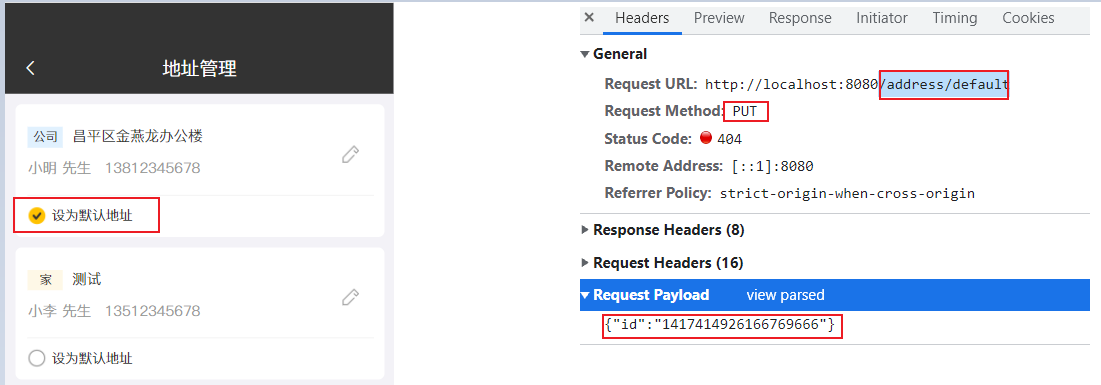 地址管理
公司 昌平区金燕龙办公楼
小明 先生 13812345678
设为默认地址
家 测试
小李 先生 13512345678
设为默认地址
Headers Preview Response Initiator Timing Cookies
General
Request URL: http://localhost:8080/address/default
Request Method: PUT
Status Code: 404
Remote Address: [::1]:8080
Referrer Policy: strict-origin-when-cross-origin
Response Headers (8)
Request Headers (16)
Request Payload view parsed
{"id":"1417414926166769666"}